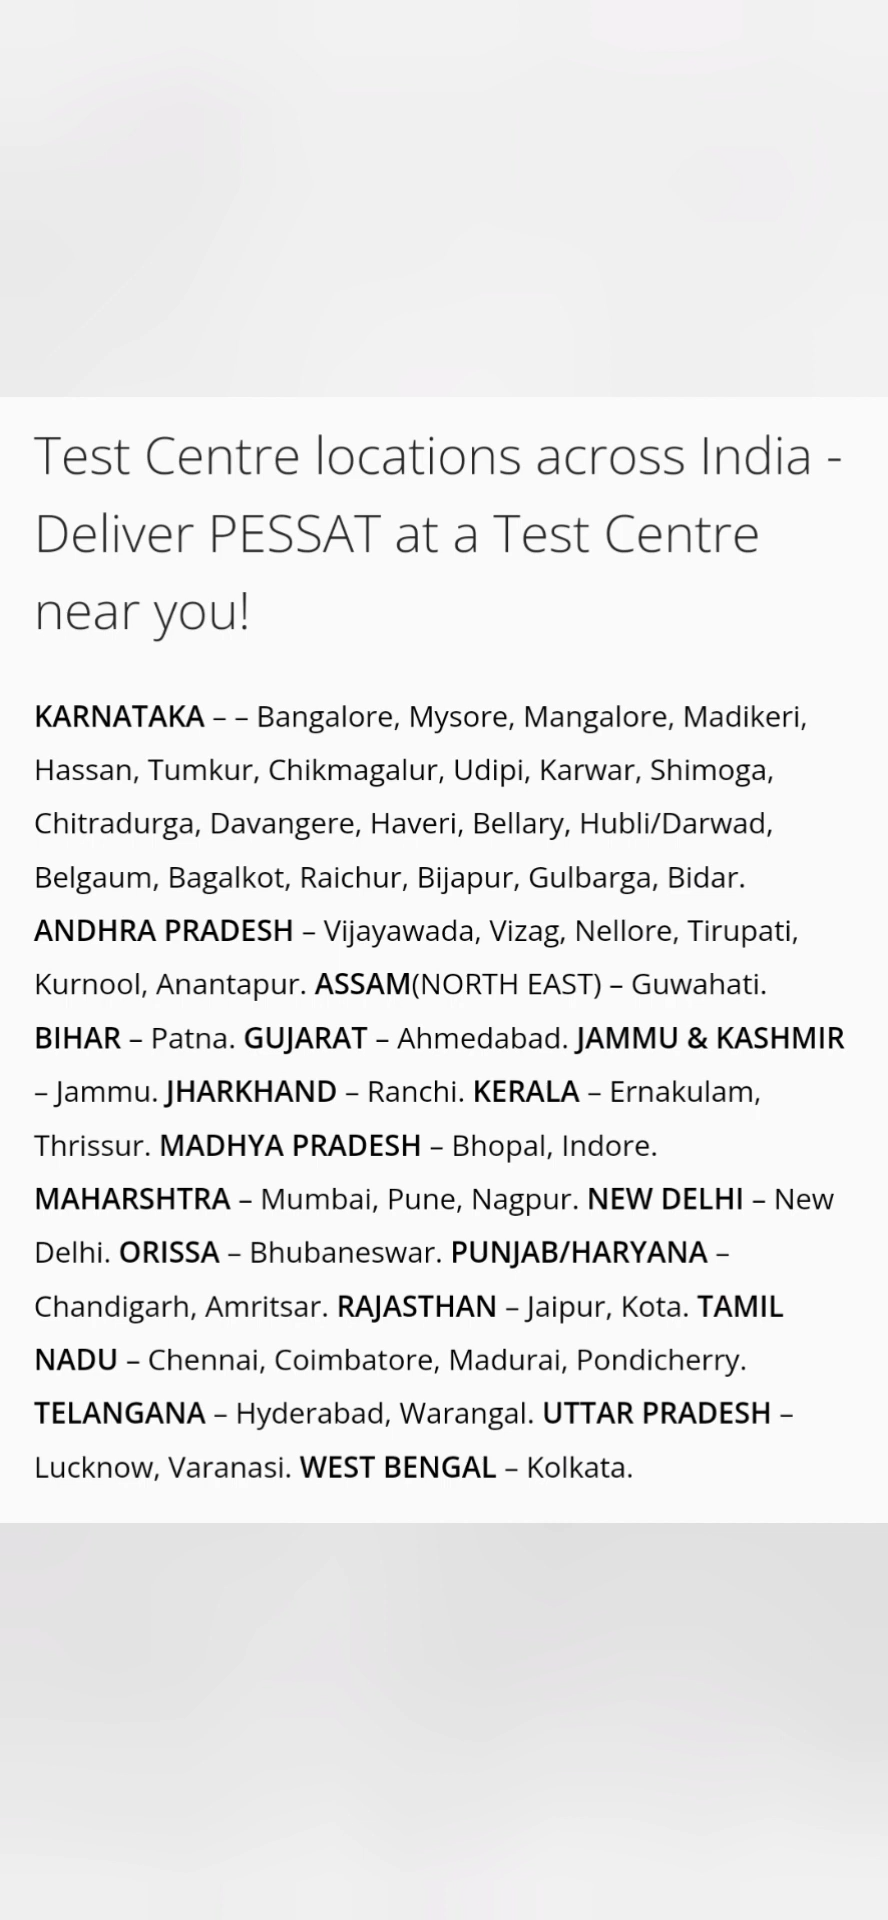 Test Centre locations across India -
Deliver PESSAT at a Test Centre
near you!
KARNATAKA – – Bangalore, Mysore, Mangalore, Madikeri,
Hassan, Tumkur, Chikmagalur, Udipi, Karwar, Shimoga,
Chitradurga, Davangere, Haveri, Bellary, Hubli/Darwad,
Belgaum, Bagalkot, Raichur, Bijapur, Gulbarga, Bidar.
ANDHRA PRADESH – Vijayawada, Vizag, Nellore, Tirupati,
Kurnool, Anantapur. ASSAM(NORTH EAST) – Guwahati.
BIHAR – Patna. GUJARAT – Ahmedabad. JAMMU & KASHMIR
– Jammu. JHARKHAND – Ranchi. KERALA – Ernakulam,
Thrissur. MADHYA PRADESH – Bhopal, Indore.
MAHARSHTRA – Mumbai, Pune, Nagpur. NEW DELHI – New
Delhi. ORISSA – Bhubaneswar. PUNJAB/HARYANA –
Chandigarh, Amritsar. RAJASTHAN – Jaipur, Kota. TAMIL
NADU – Chennai, Coimbatore, Madurai, Pondicherry.
TELANGANA – Hyderabad, Warangal. UTTAR PRADESH –
Lucknow, Varanasi. WEST BENGAL – Kolkata.